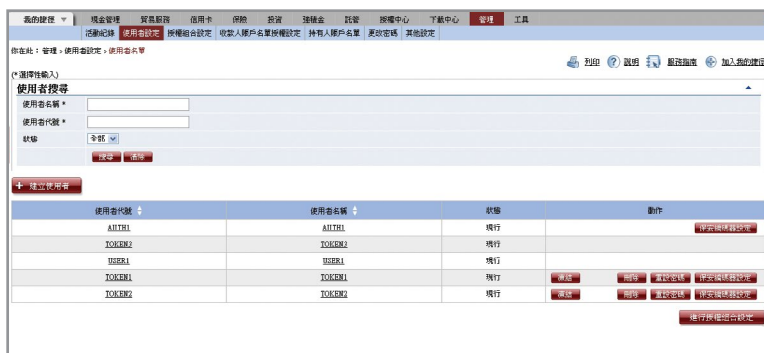 我的捷徑 現金管理 貿易服務 信用卡 保險 投資 強積金 託管 授權中心 下載中心 管理 工具
活動紀錄 使用者設定 授權組合設定 收款人賬戶名單授權設定 持有人賬戶名單 更改密碼 其他設定
你在此： 管理 > 使用者設定 > 使用者名單
列印 說明 服務指南 加入我的捷徑
(*選擇性輸入)
使用者搜尋
使用者名稱 *
使用者代號 *
狀態 全部
搜尋 清除
+ 建立使用者
使用者代號 使用者名稱 狀態 動作
AUTH1 AUTH1 現行 保安編碼器設定
TOKEN3 TOKEN3 現行
USER1 USER1 現行
TOKEN1 TOKEN1 現行 凍結 刪除 重設密碼 保安編碼器設定
TOKEN2 TOKEN2 現行 凍結 刪除 重設密碼 保安編碼器設定
進行授權組合設定